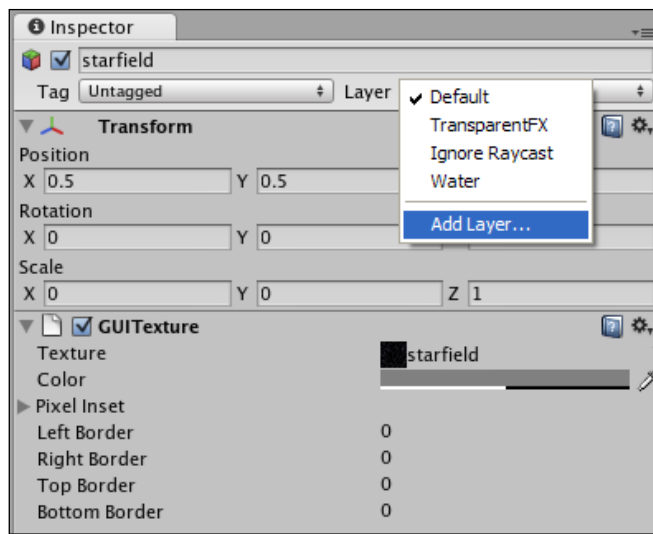 Inspector
starfield
Tag Untagged Layer
Default
TransparentFX
Ignore Raycast
Water
Add Layer...
Transform
Position
X 0.5 Y 0.5
Rotation
X 0 Y 0
Scale
X 0 Y 0 Z 1
GUITexture
Texture starfield
Color
Pixel Inset
Left Border 0
Right Border 0
Top Border 0
Bottom Border 0